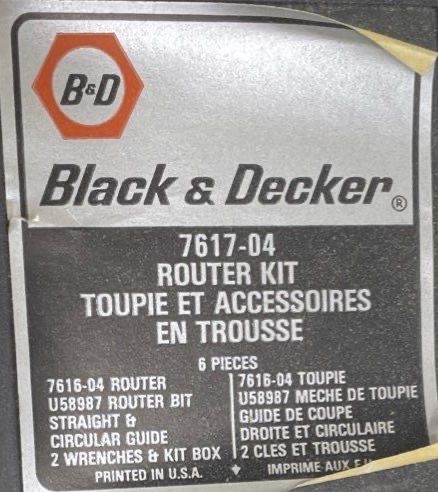 B&D
Black & Decker®
7617-04
ROUTER KIT
TOUPIE ET ACCESSOIRES
EN TROUSSE
6 PIECES
7616-04 ROUTER
U58987 ROUTER BIT
STRAIGHT &
CIRCULAR GUIDE
2 WRENCHES & KIT BOX
PRINTED IN U.S.A.
7616-04 TOUPIE
U58987 MECHE DE TOUPIE
GUIDE DE COUPE
DROITE ET CIRCULAIRE
2 CLES ET TROUSSE
IMPRIME AUX